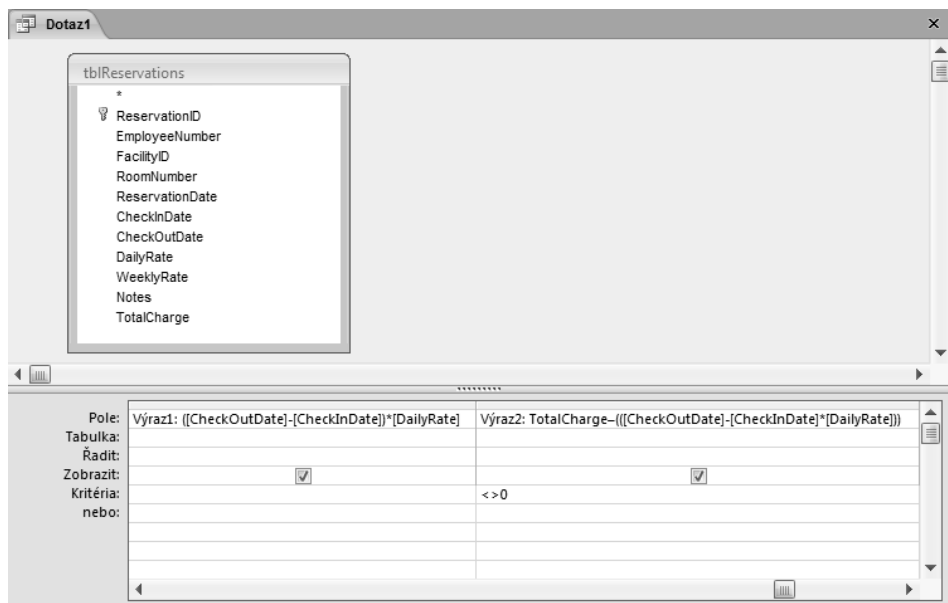 Dotaz1
tblReservations
*
ReservationID
EmployeeNumber
FacilityID
RoomNumber
ReservationDate
CheckInDate
CheckOutDate
DailyRate
WeeklyRate
Notes
TotalCharge
Pole: Výraz1: ([CheckOutDate]-[CheckInDate])*[DailyRate] Výraz2: TotalCharge–(([CheckOutDate]-[CheckInDate]*[DailyRate]))
Tabulka:
Řadit:
Zobrazit:
Kritéria: <>0
nebo: